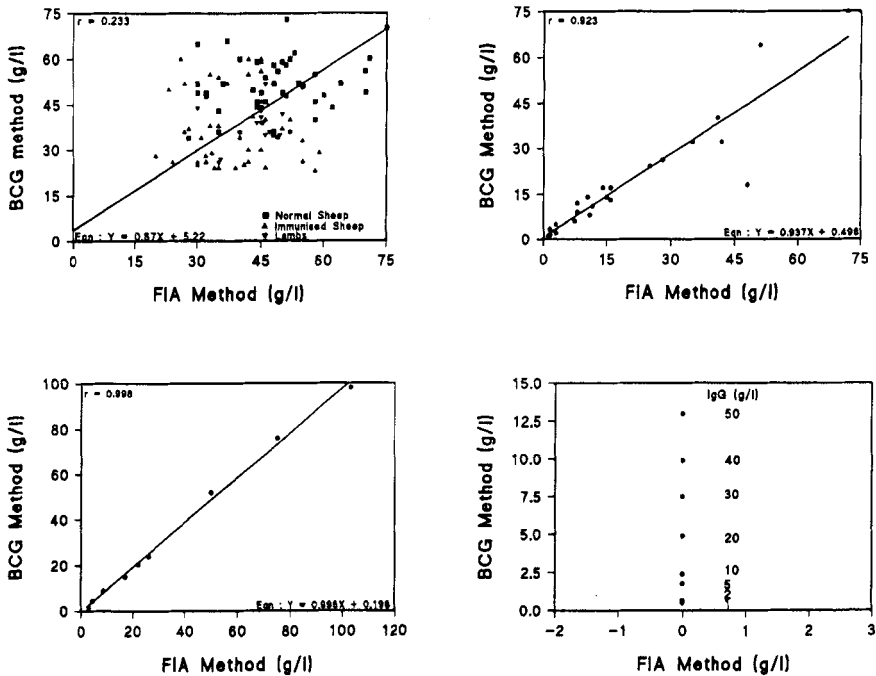 r = 0.233
BCG method (g/l)
75
60
45
30
15
0
Normal Sheep
Immunised Sheep
Lambs
Eqn : Y = 0.87X + 5.22
0 15 30 45 60 75
FIA Method (g/l)
r = 0.923
BCG Method (g/l)
75
60
45
30
15
0
Eqn : Y = 0.937X + 0.496
0 15 30 45 60 75
FIA Method (g/l)
r = 0.998
BCG Method (g/l)
100
80
60
40
20
0
Eqn : Y = 0.996X + 0.196
0 20 40 60 80 100 120
FIA Method (g/l)
BCG Method (g/l)
15.0
12.5
10.0
7.5
5.0
2.5
0.0
IgG (g/l)
50
40
30
20
10
5
−2 −1 0 1 2 3
FIA Method (g/l)